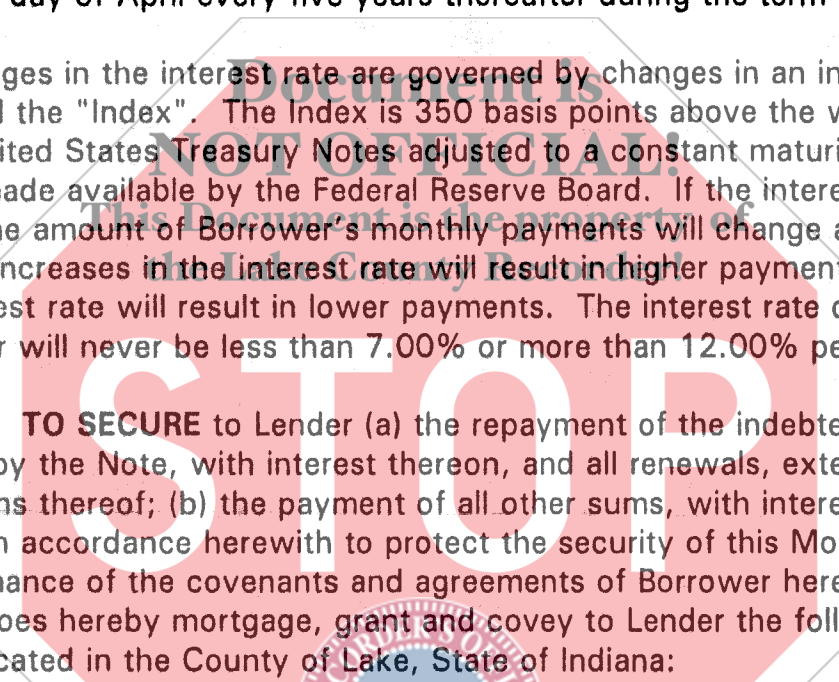 day of April every five years thereafter during the term
ges in the interest rate are governed by changes in an in
the "Index". The Index is 350 basis points above the w
ited States Treasury Notes adjusted to a constant maturi
ade available by the Federal Reserve Board. If the intere
e amount of Borrower's monthly payments will change a
ncreases in the interest rate will result in higher payment
est rate will result in lower payments. The interest rate c
r will never be less than 7.00% or more than 12.00% pe
TO SECURE to Lender (a) the repayment of the indebte
by the Note, with interest thereon, and all renewals, exte
ns thereof; (b) the payment of all other sums, with intere
n accordance herewith to protect the security of this Mo
nance of the covenants and agreements of Borrower here
oes hereby mortgage, grant and covey to Lender the foll
cated in the County of Lake, State of Indiana:
Document is
NOT OFFICIAL!
This Document is the property of
the Lake County Recorder!
STOP